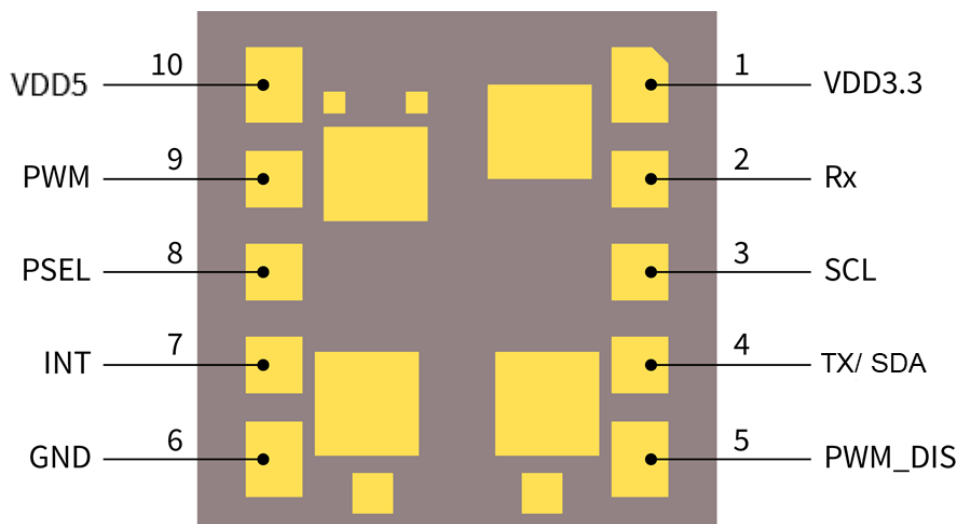 10 1
VDD5 VDD3.3
9 2
PWM Rx
8 3
PSEL SCL
7 4
INT TX/ SDA
6 5
GND PWM_DIS